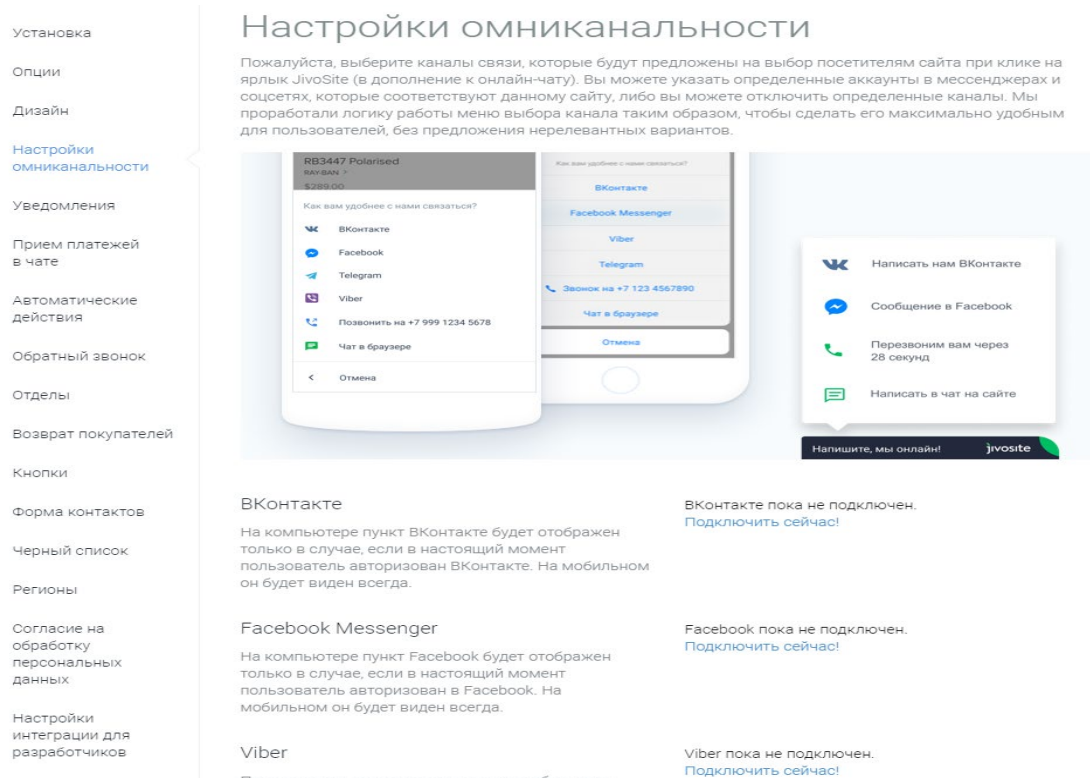 Установка
Опции
Дизайн
Настройки
омниканальности
Уведомления
Прием платежей
в чате
Автоматические
действия
Обратный звонок
Отделы
Возврат покупателей
Кнопки
Форма контактов
Черный список
Регионы
Согласие на
обработку
персональных
данных
Настройки
интеграции для
разработчиков
Настройки омниканальности
Пожалуйста, выберите каналы связи, которые будут предложены на выбор посетителям сайта при клике на
ярлык JivoSite (в дополнение к онлайн-чату). Вы можете указать определенные аккаунты в мессенджерах и
соцсетях, которые соответствуют данному сайту, либо вы можете отключить определенные каналы. Мы
проработали логику работы меню выбора канала таким образом, чтобы сделать его максимально удобным
для пользователей, без предложения нерелевантных вариантов.
RB3447 Polarised
RAY-BAN >
$289.00
Как вам удобнее с нами связаться?
ВКонтакте
Facebook
Telegram
Viber
Позвонить на +7 999 1234 5678
Чат в браузере
< Отмена
Как вам удобнее с нами связаться?
ВКонтакте
Facebook Messenger
Viber
Telegram
Звонок на +7 123 4567890
Чат в браузере
Отмена
Написать нам ВКонтакте
Сообщение в Facebook
Перезвоним вам через
28 секунд
Написать в чат на сайте
Напишите, мы онлайн! jivosite
ВКонтакте
На компьютере пункт ВКонтакте будет отображен
только в случае, если в настоящий момент
пользователь авторизован ВКонтакте. На мобильном
он будет виден всегда.
ВКонтакте пока не подключен.
Подключить сейчас!
Facebook Messenger
На компьютере пункт Facebook будет отображен
только в случае, если в настоящий момент
пользователь авторизован в Facebook. На
мобильном он будет виден всегда.
Facebook пока не подключен.
Подключить сейчас!
Viber
Viber пока не подключен.
Подключить сейчас!